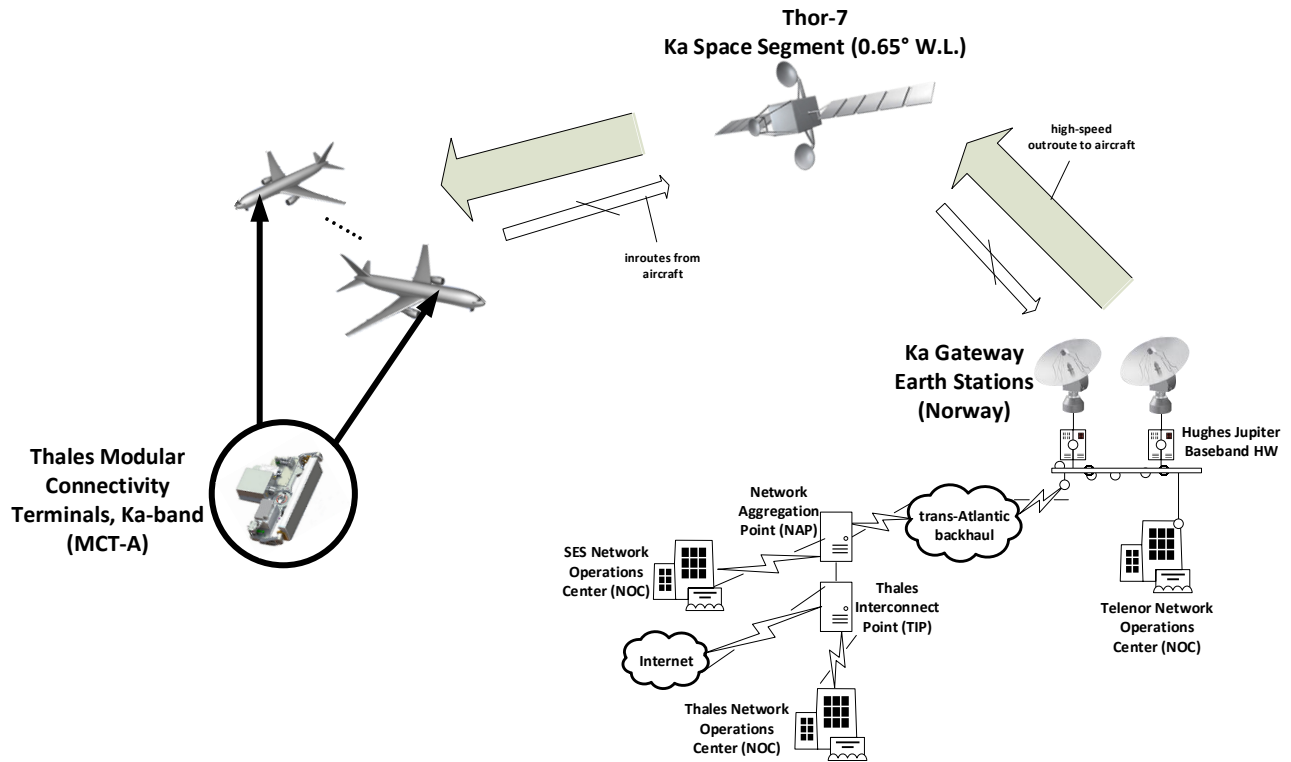 Thor-7
Ka Space Segment (0.65° W.L.)
high-speed
outroute to aircraft
inroutes from
aircraft
Ka Gateway
Earth Stations
(Norway)
Hughes Jupiter
Baseband HW
Thales Modular
Connectivity
Terminals, Ka-band
(MCT-A)
Network
Aggregation
Point (NAP)
trans-Atlantic
backhaul
SES Network
Operations
Center (NOC)
Thales
Interconnect
Point (TIP)
Telenor Network
Operations
Center (NOC)
Internet
Thales Network
Operations
Center (NOC)